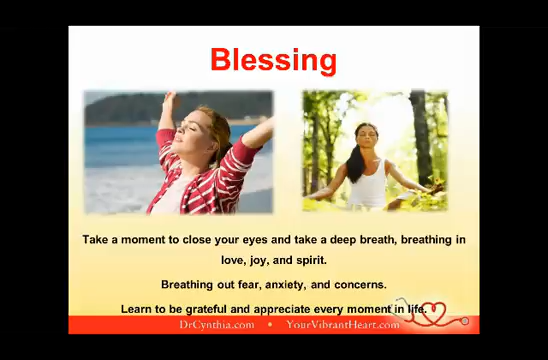 Blessing
Take a moment to close your eyes and take a deep breath, breathing in
love, joy, and spirit.
Breathing out fear, anxiety, and concerns.
Learn to be grateful and appreciate every moment in life.
DrCynthia.com • YourVibrantHeart.com